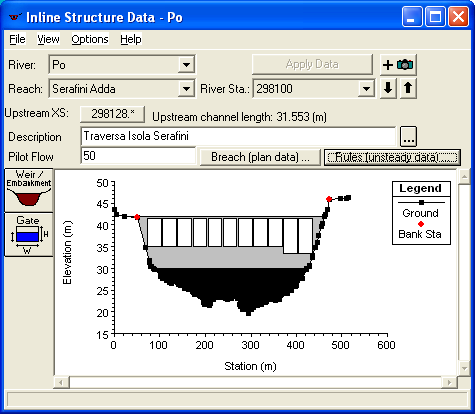 Inline Structure Data - Po
File View Options Help
River: Po Apply Data
Reach: Serafini Adda River Sta.: 298100
Upstream XS: 298128.* Upstream channel length: 31.553 (m)
Description Traversa Isola Serafini ...
Pilot Flow 50 Breach (plan data) ... Rules (unsteady data) ...
Weir / Embankment
Gate
H
W
Elevation (m)
50
45
40
35
30
25
20
15
0 100 200 300 400 500 600
Station (m)
Legend
Ground
Bank Sta